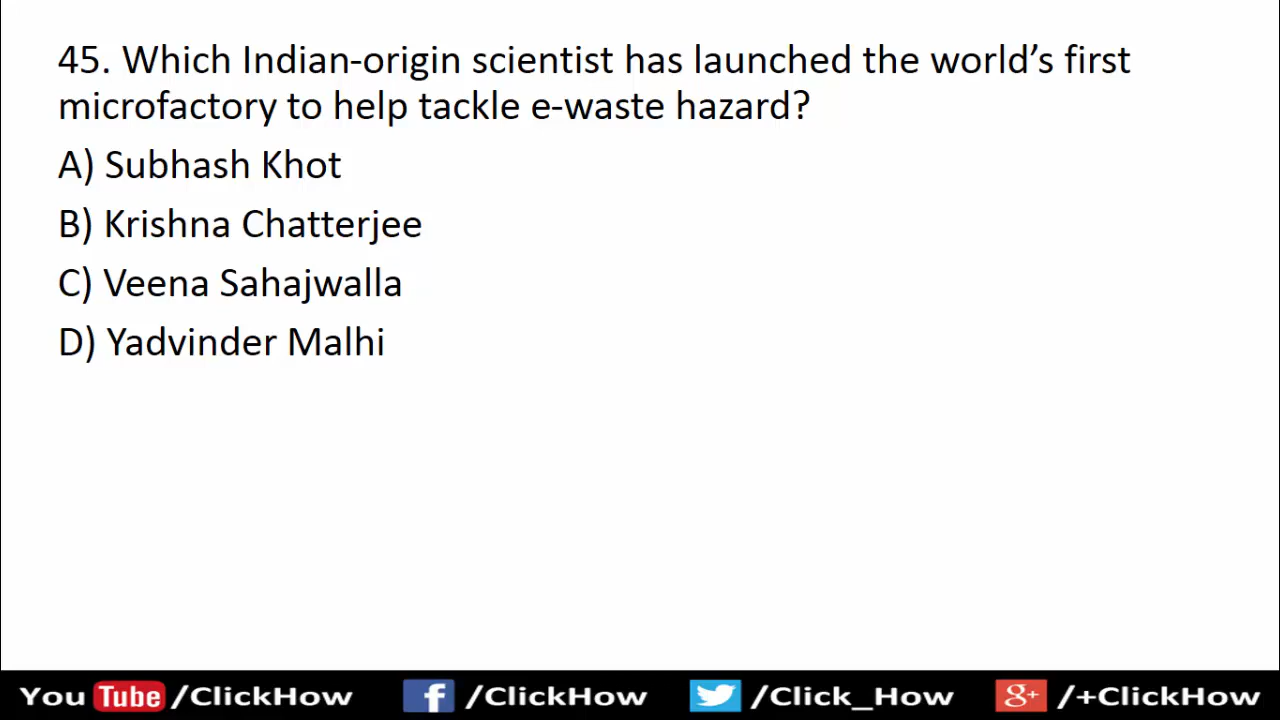 45. Which Indian-origin scientist has launched the world’s first
microfactory to help tackle e-waste hazard?
A) Subhash Khot
B) Krishna Chatterjee
C) Veena Sahajwalla
D) Yadvinder Malhi
You Tube /ClickHow f /ClickHow /Click_How g+ /+ClickHow